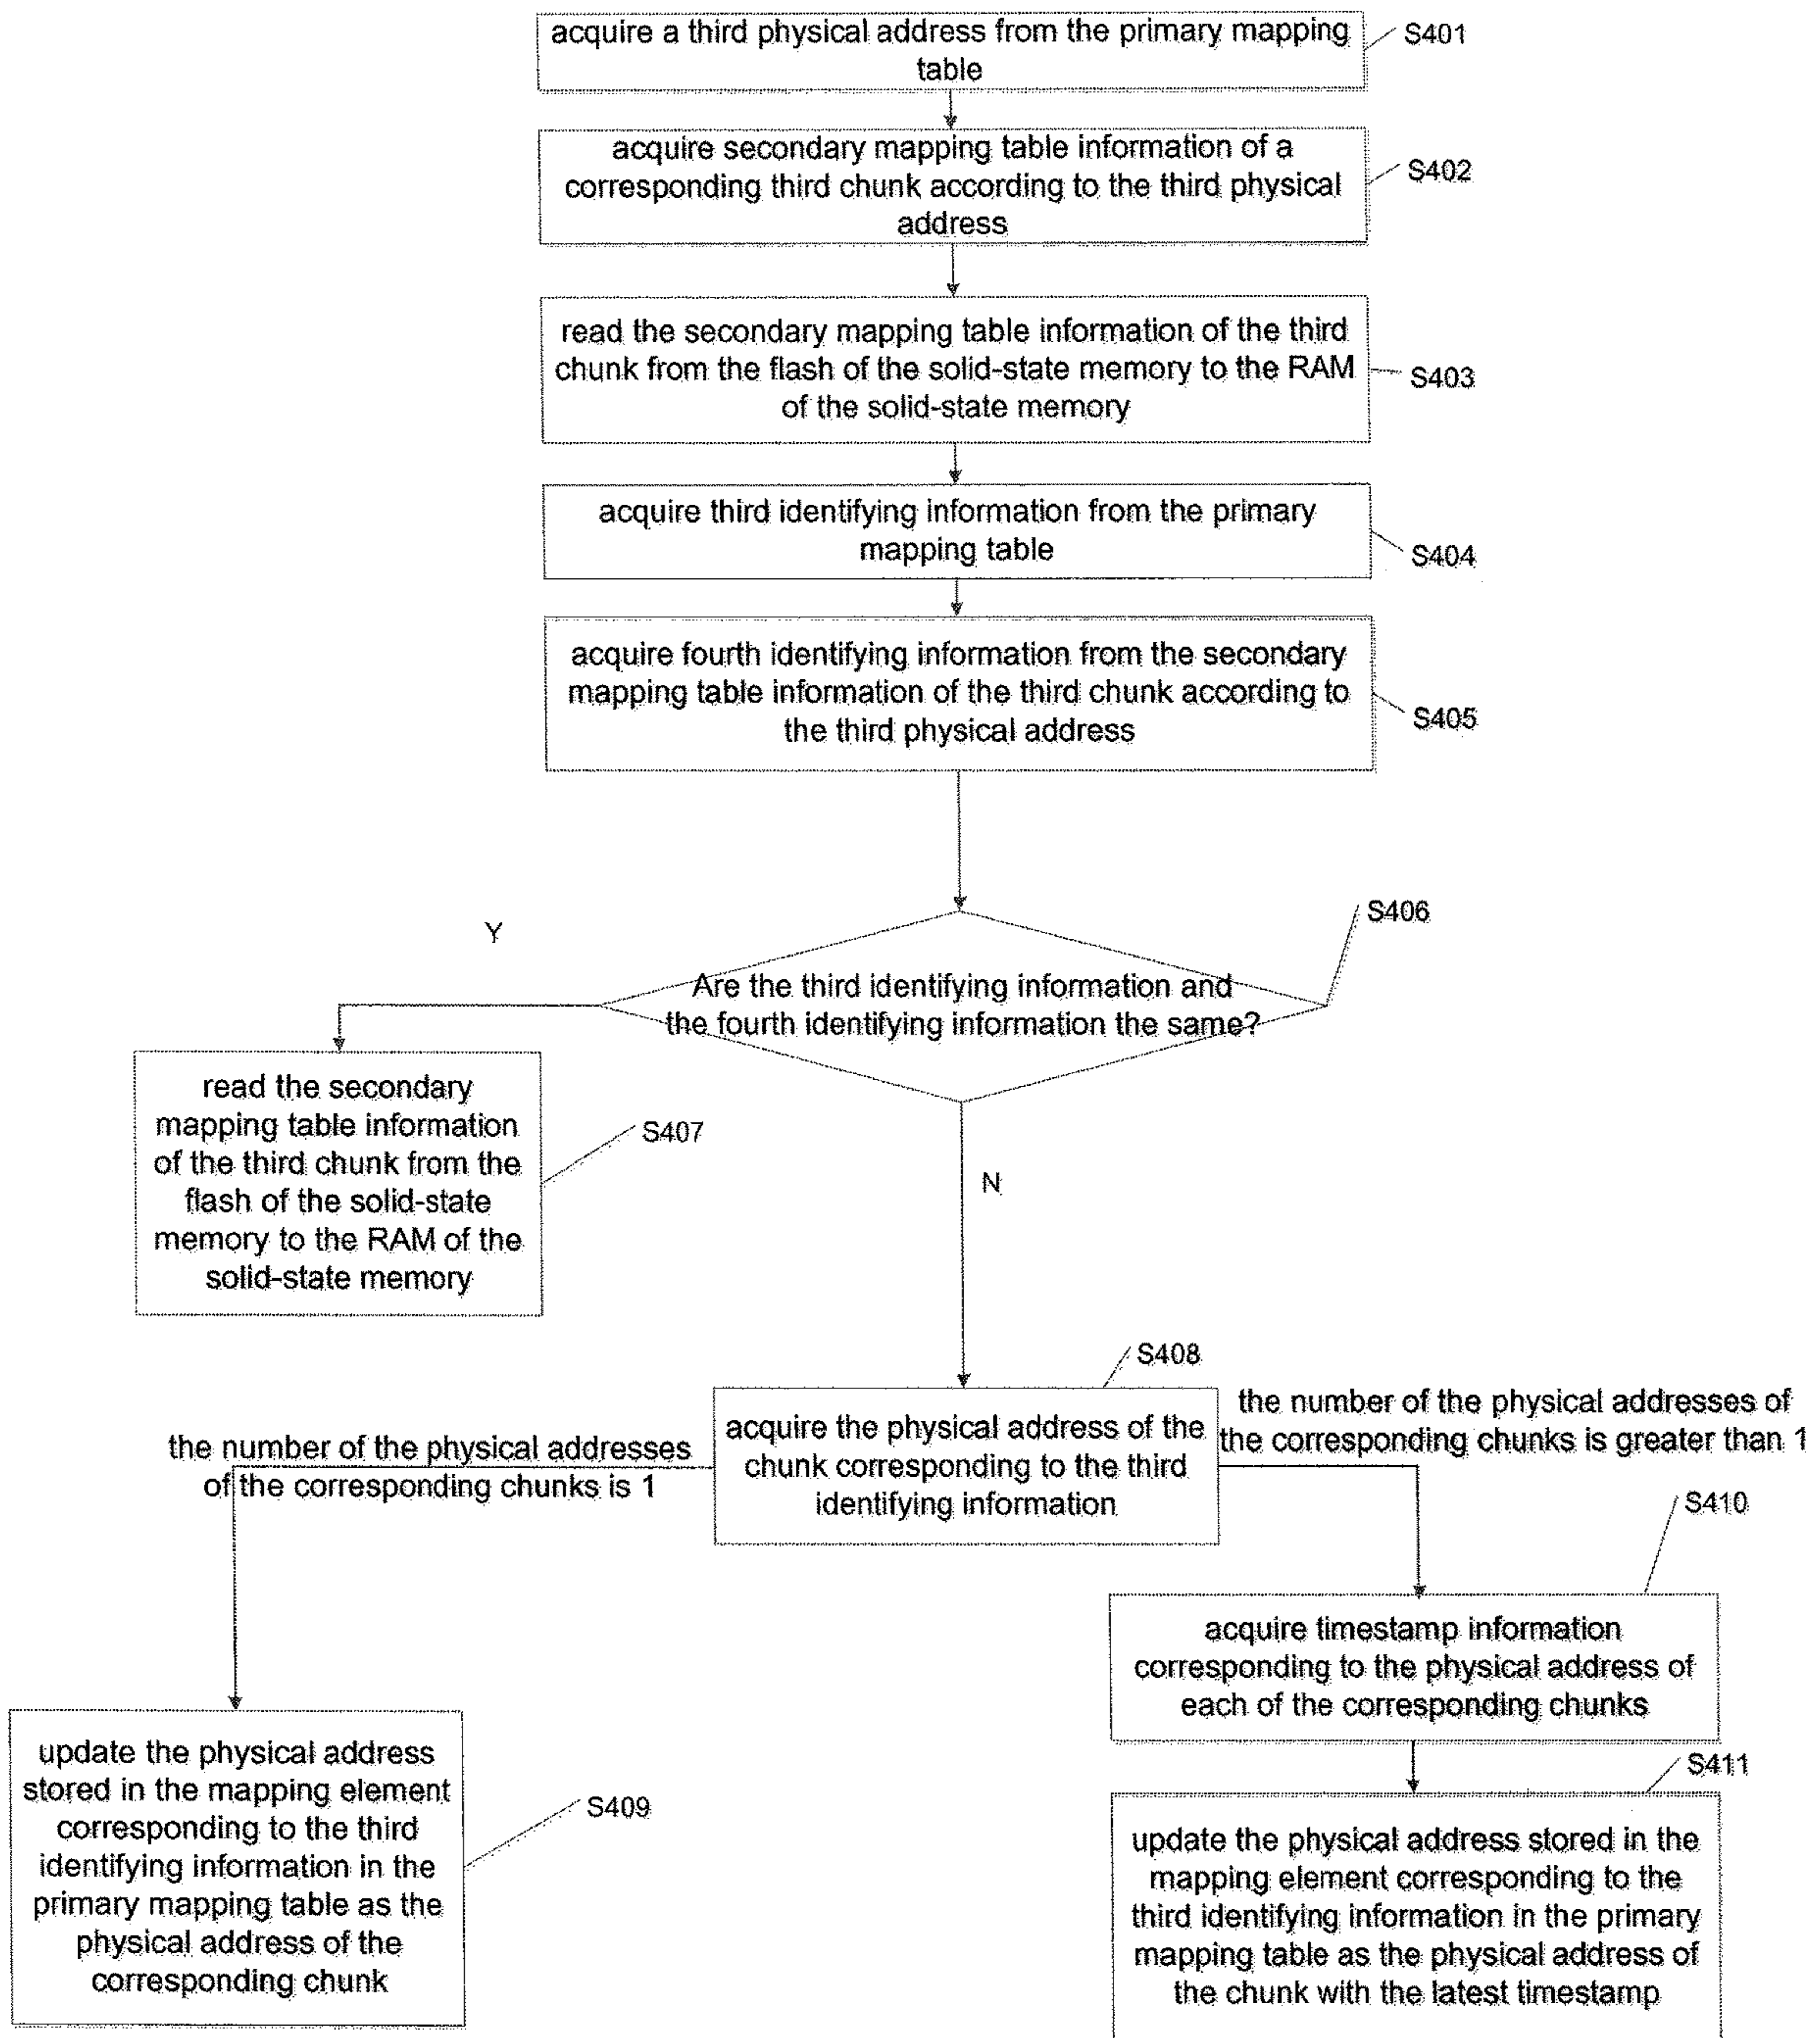 acquire a third physical address from the primary mapping
table
S401
acquire secondary mapping table information of a
corresponding third chunk according to the third physical
address
S402
read the secondary mapping table information of the third
chunk from the flash of the solid-state memory to the RAM
of the solid-state memory
S403
acquire third identifying information from the primary
mapping table
S404
acquire fourth identifying information from the secondary
mapping table information of the third chunk according to
the third physical address
S405
S406
Y
Are the third identifying information and
the fourth identifying information the same?
read the secondary
mapping table information
of the third chunk from the
flash of the solid-state
memory to the RAM of the
solid-state memory
S407
N
S408
acquire the physical address of the
chunk corresponding to the third
identifying information
the number of the physical addresses
of the corresponding chunks is 1
the number of the physical addresses of
the corresponding chunks is greater than 1
S410
acquire timestamp information
corresponding to the physical address of
each of the corresponding chunks
update the physical address
stored in the mapping element
corresponding to the third
identifying information in the
primary mapping table as the
physical address of the
corresponding chunk
S409
S411
update the physical address stored in the
mapping element corresponding to the
third identifying information in the primary
mapping table as the physical address of
the chunk with the latest timestamp